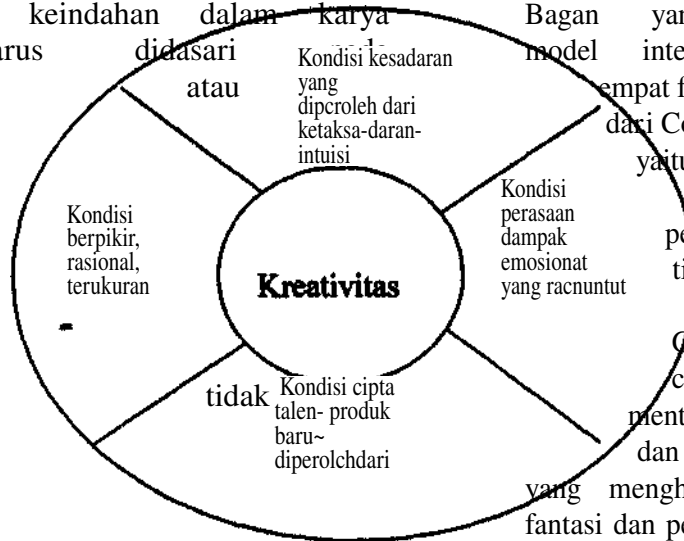 keindahan dalam karya
arus didasari
atau
Kondisi kesadaran
yang
dipcroleh dari
ketaksa-daran-
intuisi
Kondisi
berpikir,
rasional,
terukuran
Kreativitas
Kondisi
perasaan
dampak
emosionat
yang racnuntut
tidak Kondisi cipta
talen- produk
baru~
diperolchdari
Bagan yan
model inte
empat f
dari Co
yaitu
pe
ti
c
ment
dan
yang mengh
fantasi dan pe